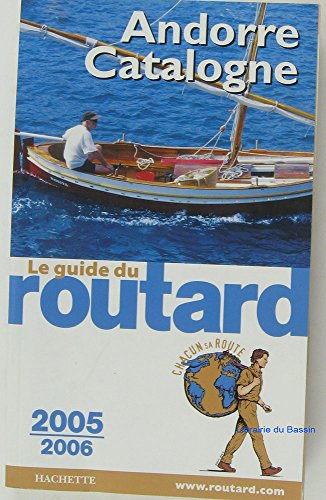 Andorre
Catalogne
Le guide du
routard
CHACUN SA ROUTE
2005
2006
Librairie du Bassin
HACHETTE
www.routard.com